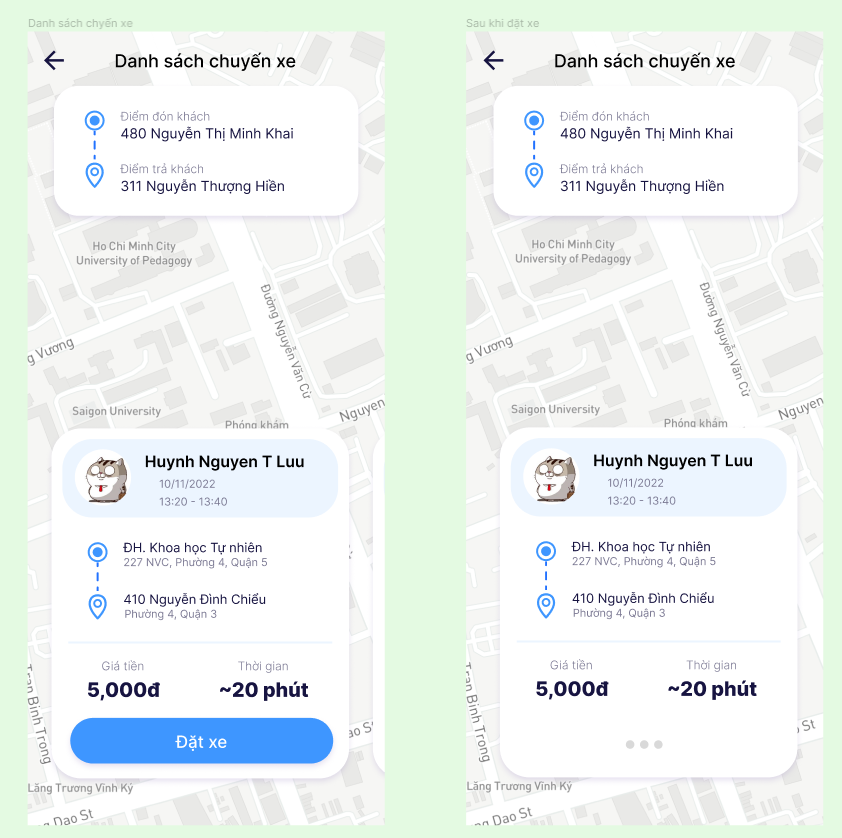 Danh sách chyến xe
Danh sách chuyến xe
Điểm đón khách
480 Nguyễn Thị Minh Khai
Điểm trả khách
311 Nguyễn Thượng Hiền
Ho Chi Minh City
University of Pedagogy
Đường Nguyễn Văn Cừ
g Vương
Saigon University
Phòng khám
Nguyen
Huynh Nguyen T Luu
10/11/2022
13:20 - 13:40
ĐH. Khoa học Tự nhiên
227 NVC, Phường 4, Quận 5
410 Nguyễn Đình Chiểu
Phường 4, Quận 3
Trần Bình Trọng
Giá tiền
Thời gian
5,000đ
~20 phút
Đặt xe
ao S
Lăng Trương Vĩnh Ký
Dao St
Sau khi đặt xe
Danh sách chuyến xe
Điểm đón khách
480 Nguyễn Thị Minh Khai
Điểm trả khách
311 Nguyễn Thượng Hiền
Ho Chi Minh City
University of Pedagogy
Đường Nguyễn Văn Cừ
g Vương
Saigon University
Phòng khám
Nguyen
Huynh Nguyen T Luu
10/11/2022
13:20 - 13:40
ĐH. Khoa học Tự nhiên
227 NVC, Phường 4, Quận 5
410 Nguyễn Đình Chiểu
Phường 4, Quận 3
Trần Bình Trọng
Giá tiền
Thời gian
5,000đ
~20 phút
St
Lăng Trương Vĩnh Ký
Dao St